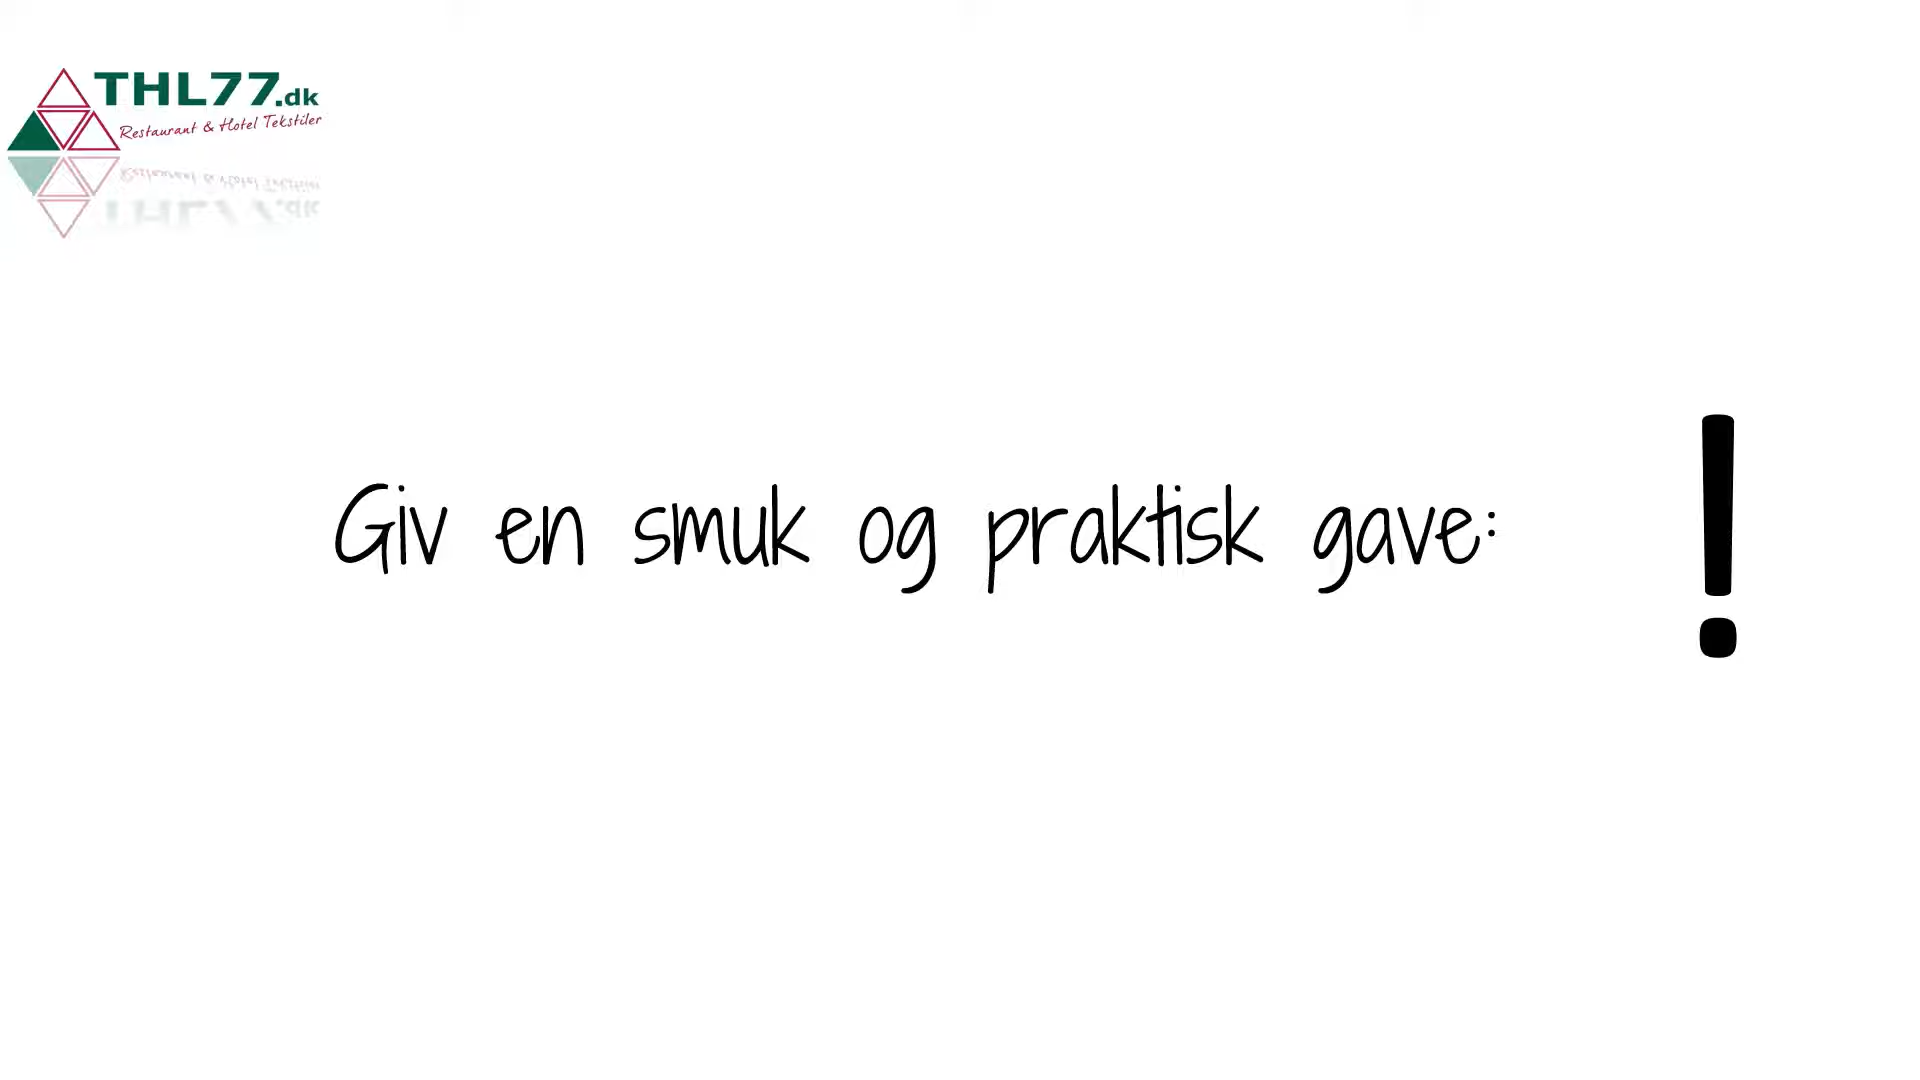 THL77.dk
Restaurant & Hotel Tekstiler
Giv en smuk og praktisk gave: !